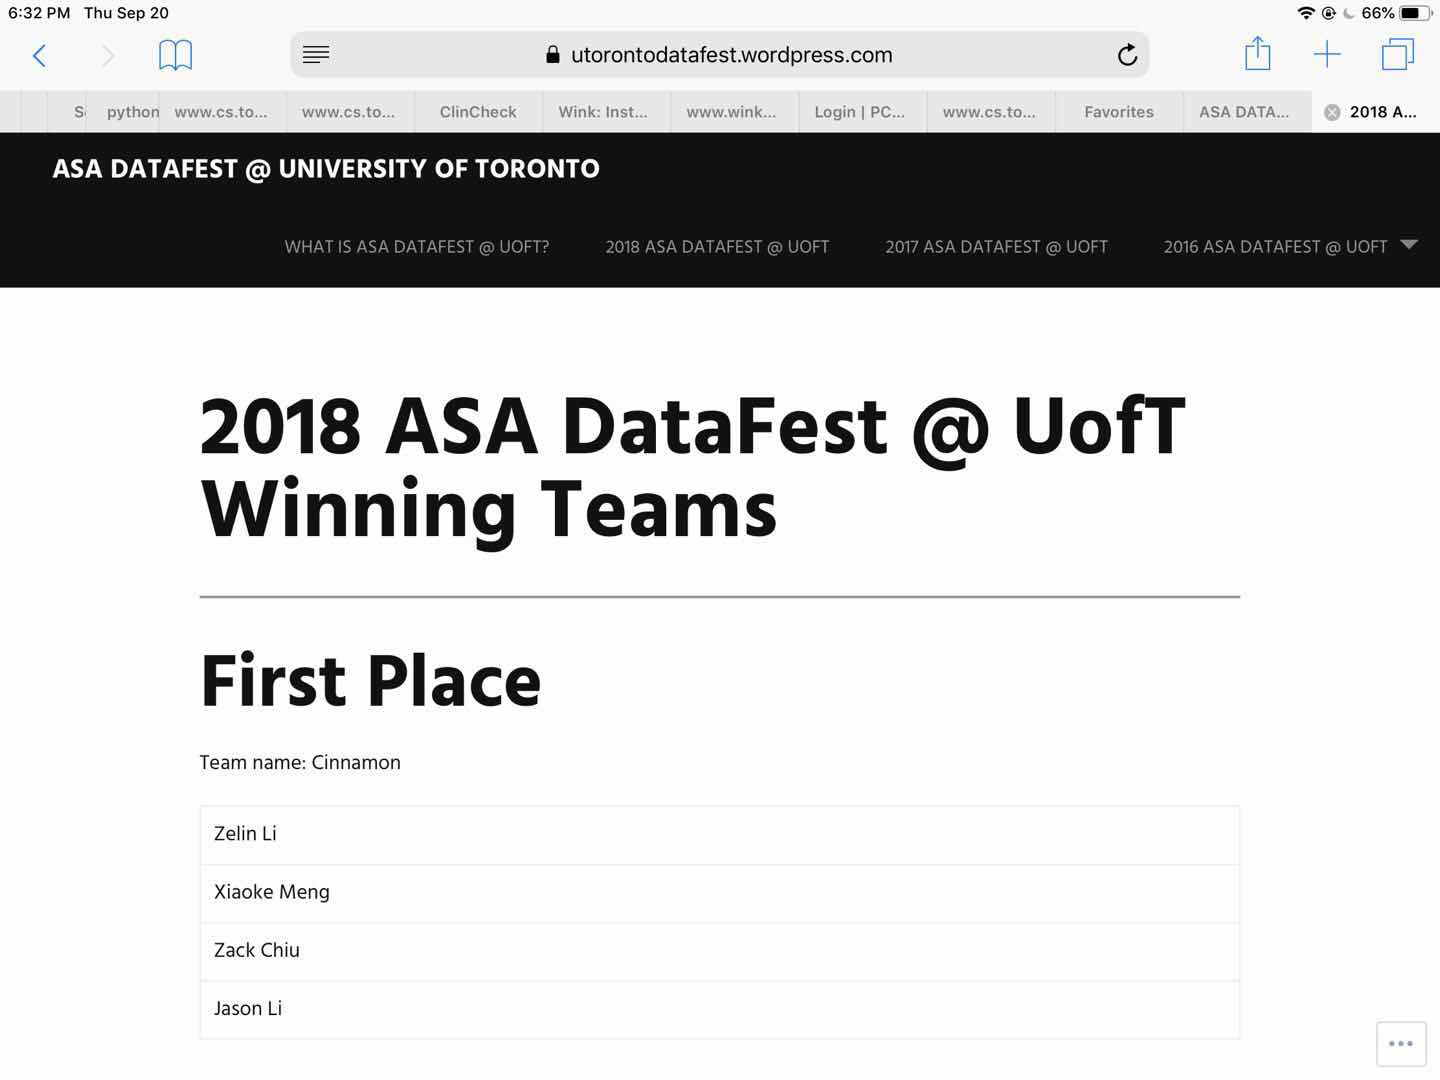 6:32 PM Thu Sep 20
66%
utorontodatafest.wordpress.com
S
python
www.cs.to...
www.cs.to...
ClinCheck
Wink: Inst...
www.wink...
Login | PC...
www.cs.to...
Favorites
ASA DATA...
2018 A...
ASA DATAFEST @ UNIVERSITY OF TORONTO
WHAT IS ASA DATAFEST @ UOFT?
2018 ASA DATAFEST @ UOFT
2017 ASA DATAFEST @ UOFT
2016 ASA DATAFEST @ UOFT
2018 ASA DataFest @ UofT
Winning Teams
First Place
Team name: Cinnamon
Zelin Li
Xiaoke Meng
Zack Chiu
Jason Li